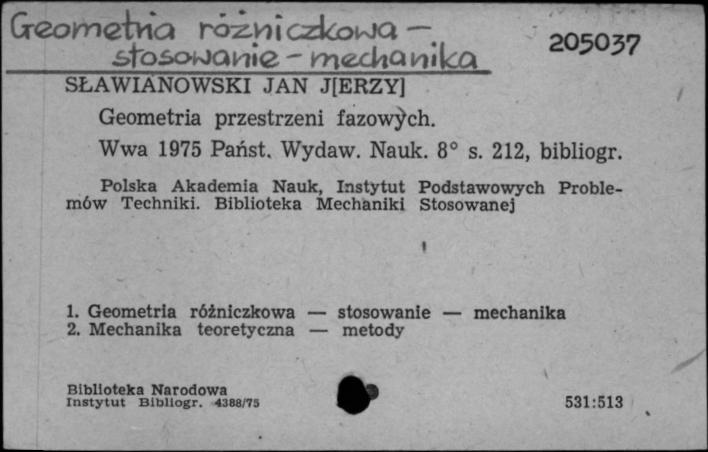 Geometria różniczkowa –
stosowanie – mechanika
205037
SŁAWIANOWSKI JAN J[ERZY]
Geometria przestrzeni fazowych.
Wwa 1975 Państ. Wydaw. Nauk. 8° s. 212, bibliogr.
Polska Akademia Nauk, Instytut Podstawowych Proble-
mów Techniki. Biblioteka Mechaniki Stosowanej
1. Geometria różniczkowa — stosowanie — mechanika
2. Mechanika teoretyczna — metody
Biblioteka Narodowa
Instytut Bibliogr. 4388/75
531:513